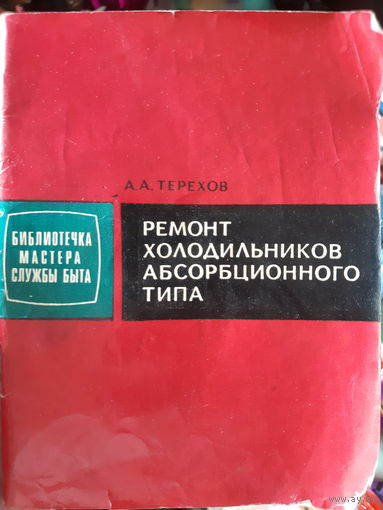 А. А. ТЕРЕХОВ
БИБЛИОТЕЧКА
МАСТЕРА
СЛУЖБЫ БЫТА
РЕМОНТ
ХОЛОДИЛЬНИКОВ
АБСОРБЦИОННОГО
ТИПА